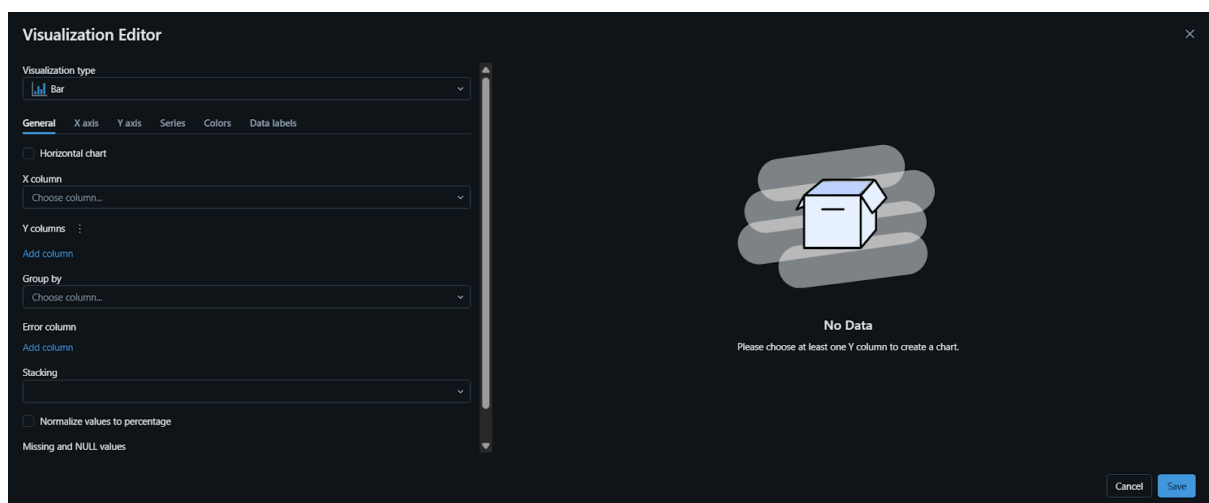 Visualization Editor
Visualization type
Bar
General X axis Y axis Series Colors Data labels
Horizontal chart
X column
Choose column...
Y columns
Add column
Group by
Choose column...
Error column
Add column
Stacking
Normalize values to percentage
Missing and NULL values
No Data
Please choose at least one Y column to create a chart.
Cancel Save